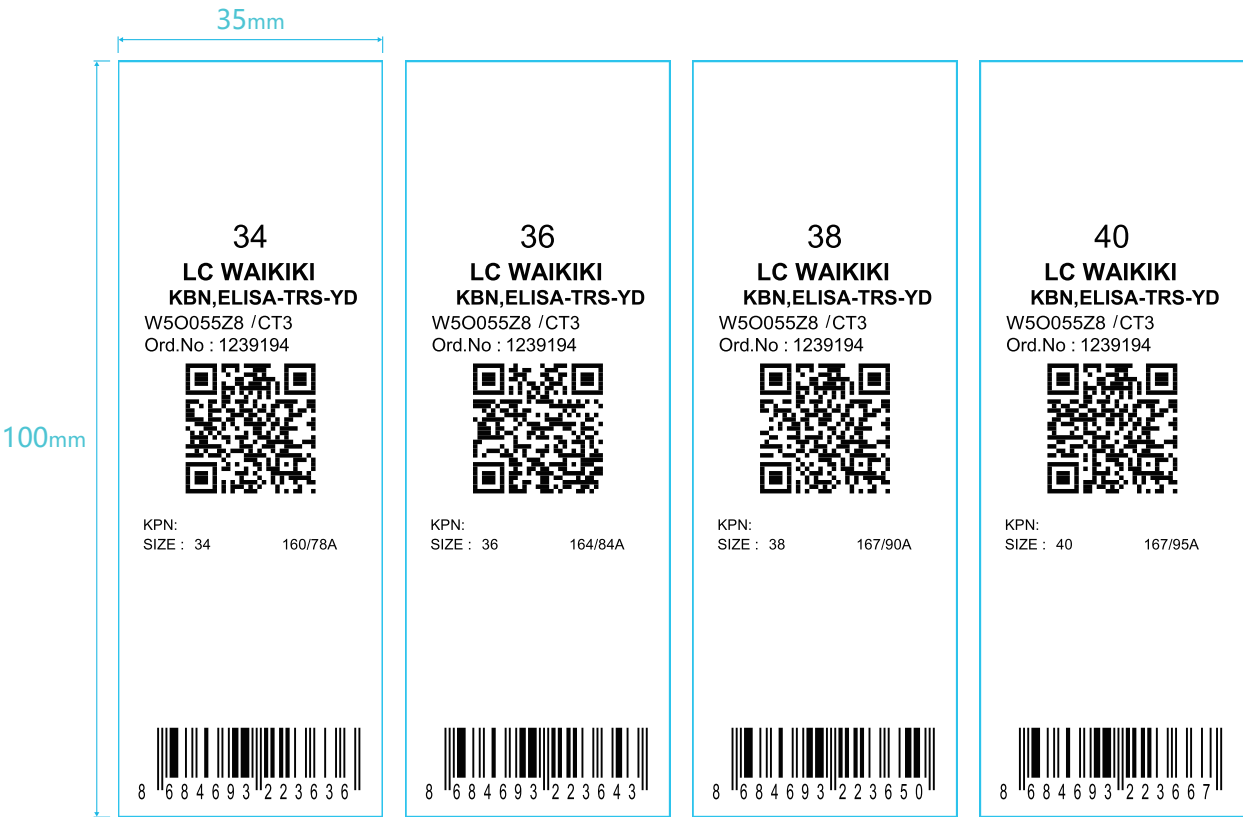 35mm
100mm
34
LC WAIKIKI
KBN,ELISA-TRS-YD
W5O055Z8 /CT3
Ord.No : 1239194
KPN:
SIZE : 34 160/78A
8 684693 223636
36
LC WAIKIKI
KBN,ELISA-TRS-YD
W5O055Z8 /CT3
Ord.No : 1239194
KPN:
SIZE : 36 164/84A
8 684693 223643
38
LC WAIKIKI
KBN,ELISA-TRS-YD
W5O055Z8 /CT3
Ord.No : 1239194
KPN:
SIZE : 38 167/90A
8 684693 223650
40
LC WAIKIKI
KBN,ELISA-TRS-YD
W5O055Z8 /CT3
Ord.No : 1239194
KPN:
SIZE : 40 167/95A
8 684693 223667